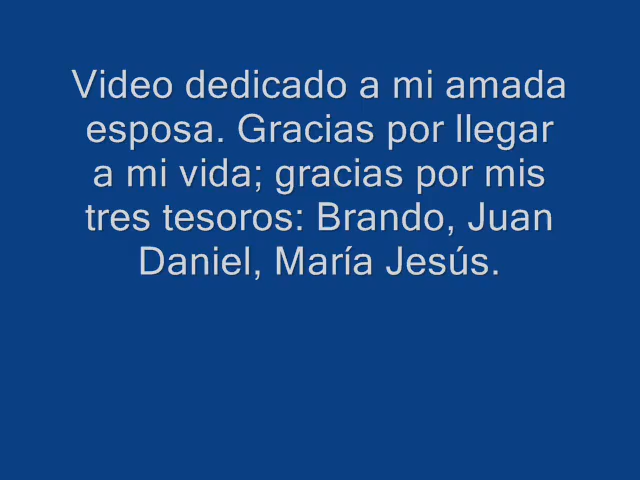 Video dedicado a mi amada
esposa. Gracias por llegar
a mi vida; gracias por mis
tres tesoros: Brando, Juan
Daniel, María Jesús.